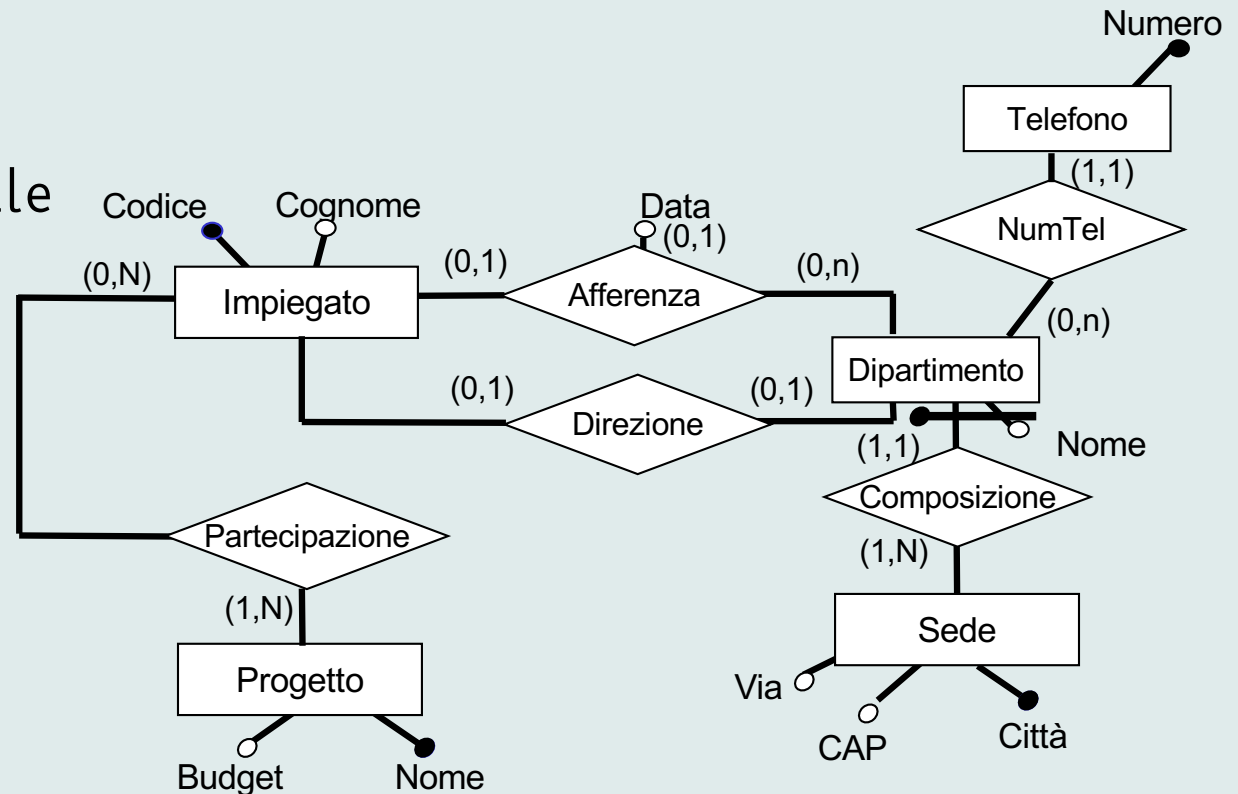 Numero
Telefono
(1,1)
lle
Codice
Cognome
Data
(0,1)
NumTel
(0,N)
(0,1)
(0,n)
Impiegato
Afferenza
(0,n)
Dipartimento
(0,1)
(0,1)
Direzione
(1,1)
Nome
Composizione
Partecipazione
(1,N)
(1,N)
Sede
Progetto
Via
CAP
Città
Budget
Nome